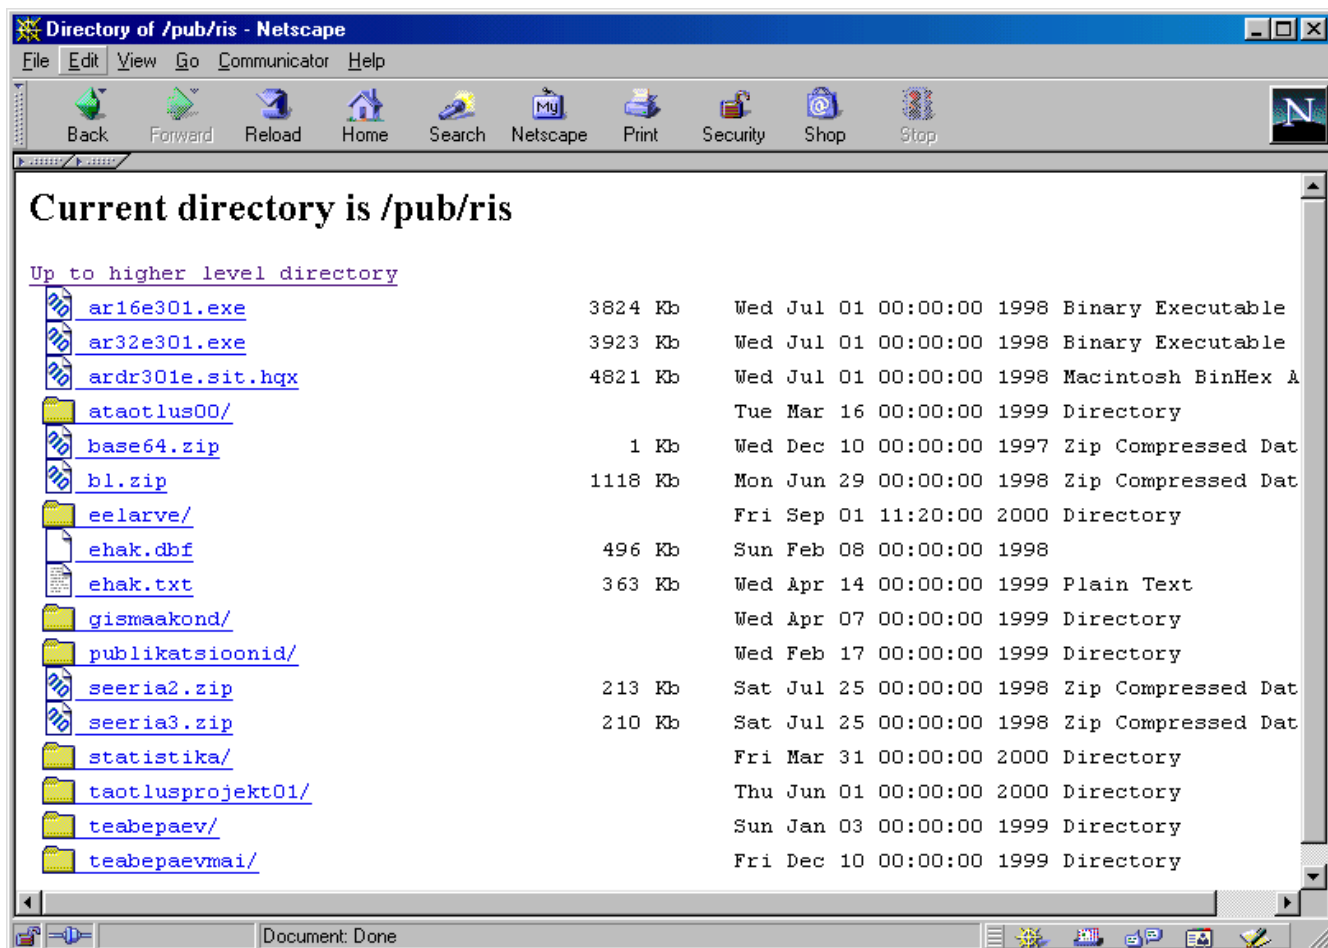 Directory of /pub/ris - Netscape
File Edit View Go Communicator Help
My N
Back Forward Reload Home Search Netscape Print Security Shop Stop
Current directory is /pub/ris
Up to higher level directory
ar16e301.exe 3824 Kb Wed Jul 01 00:00:00 1998 Binary Executable
ar32e301.exe 3923 Kb Wed Jul 01 00:00:00 1998 Binary Executable
ardr301e.sit.hqx 4821 Kb Wed Jul 01 00:00:00 1998 Macintosh BinHex A
ataotlus00/ Tue Mar 16 00:00:00 1999 Directory
base64.zip 1 Kb Wed Dec 10 00:00:00 1997 Zip Compressed Dat
bl.zip 1118 Kb Mon Jun 29 00:00:00 1998 Zip Compressed Dat
eelarve/ Fri Sep 01 11:20:00 2000 Directory
ehak.dbf 496 Kb Sun Feb 08 00:00:00 1998
ehak.txt 363 Kb Wed Apr 14 00:00:00 1999 Plain Text
gismaakond/ Wed Apr 07 00:00:00 1999 Directory
publikatsioonid/ Wed Feb 17 00:00:00 1999 Directory
seeria2.zip 213 Kb Sat Jul 25 00:00:00 1998 Zip Compressed Dat
seeria3.zip 210 Kb Sat Jul 25 00:00:00 1998 Zip Compressed Dat
statistika/ Fri Mar 31 00:00:00 2000 Directory
taotlusprojekt01/ Thu Jun 01 00:00:00 2000 Directory
teabepaev/ Sun Jan 03 00:00:00 1999 Directory
teabepaevmai/ Fri Dec 10 00:00:00 1999 Directory
Document: Done